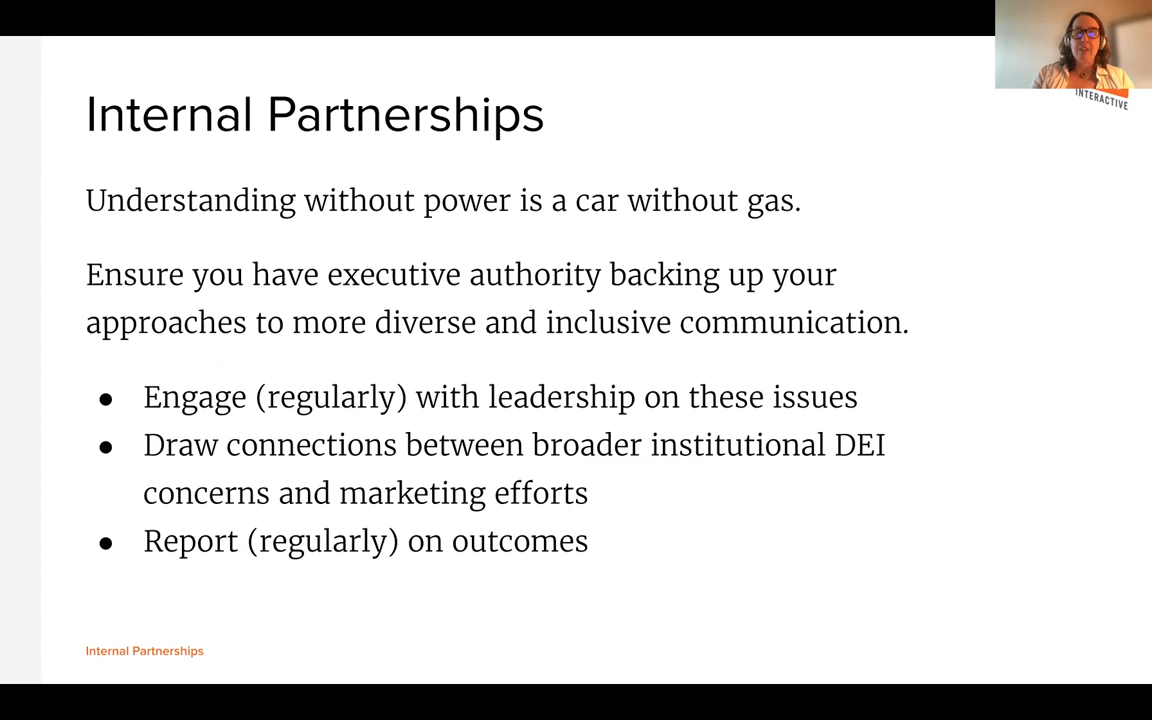 INTERACTIVE
Internal Partnerships
Understanding without power is a car without gas.
Ensure you have executive authority backing up your
approaches to more diverse and inclusive communication.
● Engage (regularly) with leadership on these issues
● Draw connections between broader institutional DEI
concerns and marketing efforts
● Report (regularly) on outcomes
Internal Partnerships